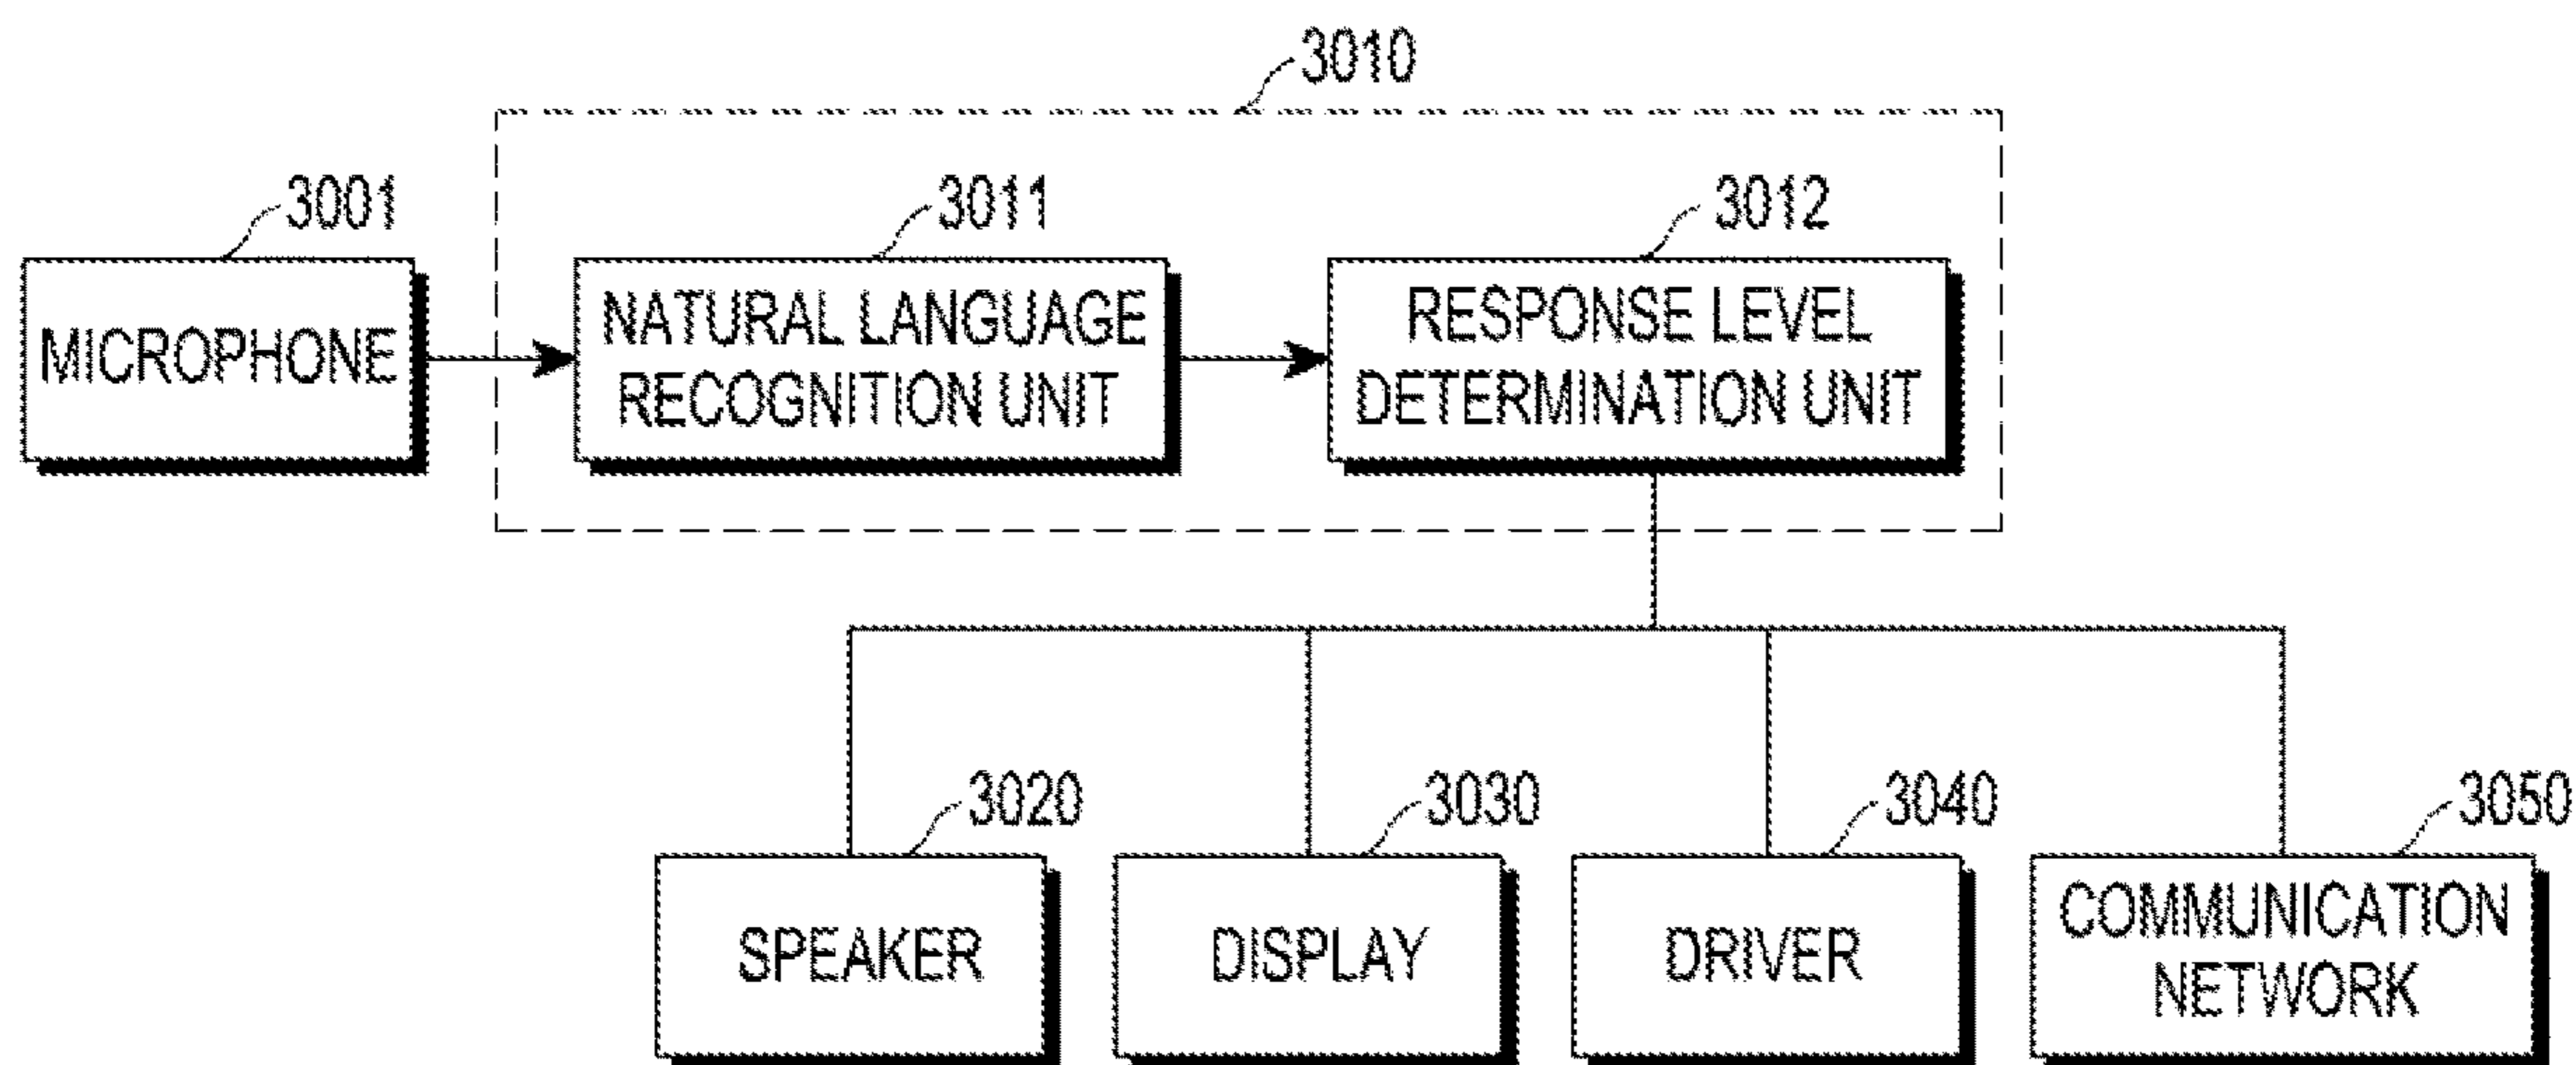 3010
3001
3011
3012
MICROPHONE
NATURAL LANGUAGE
RECOGNITION UNIT
RESPONSE LEVEL
DETERMINATION UNIT
3020
3030
3040
3050
SPEAKER
DISPLAY
DRIVER
COMMUNICATION
NETWORK